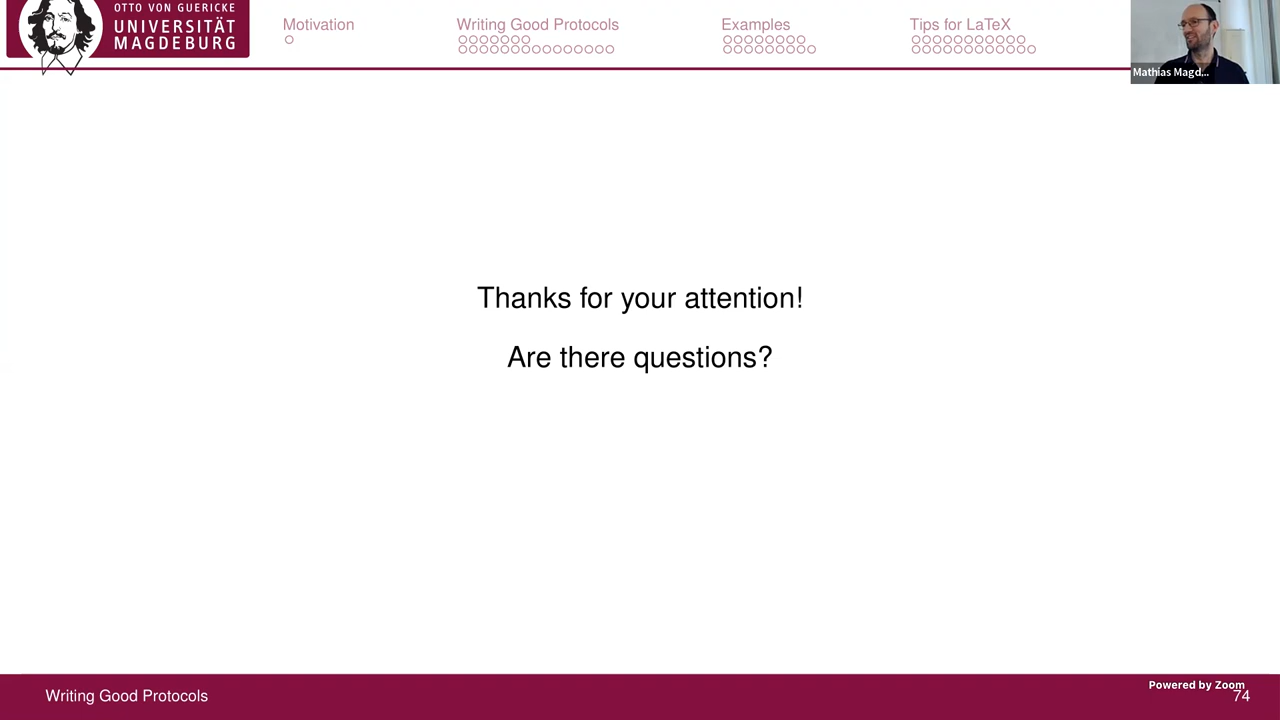 OTTO VON GUERICKE
UNIVERSITÄT
MAGDEBURG
Motivation
Writing Good Protocols
Examples
Tips for LaTeX
Mathias Magd...
Thanks for your attention!
Are there questions?
Writing Good Protocols
Powered by Zoom
74